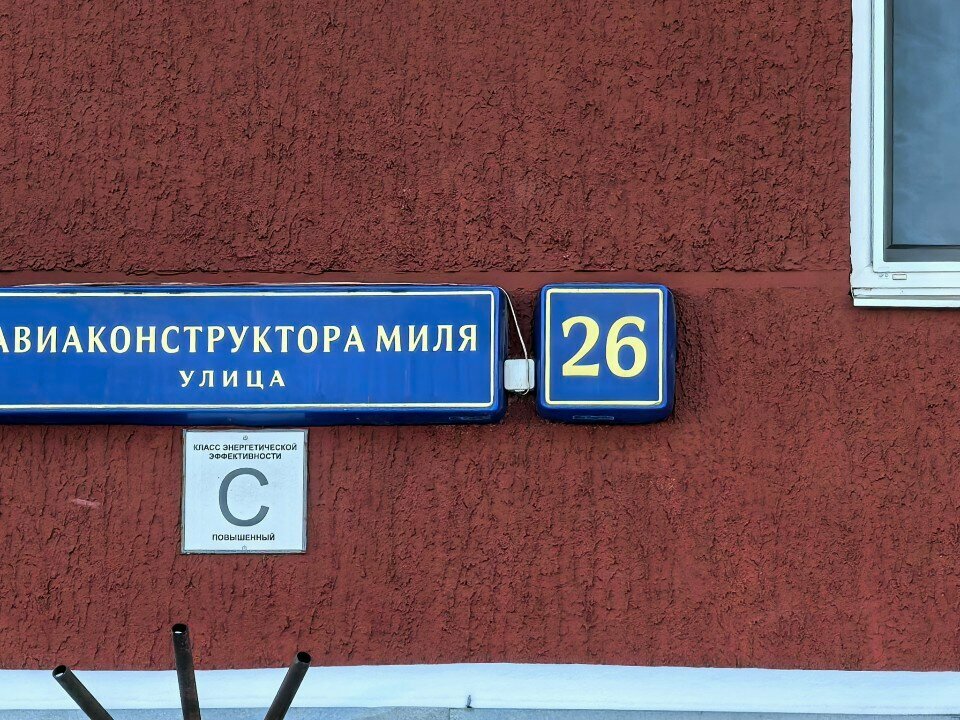 АВИАКОНСТРУКТОРА МИЛЯ
УЛИЦА
26
КЛАСС ЭНЕРГЕТИЧЕСКОЙ
ЭФФЕКТИВНОСТИ
С
ПОВЫШЕННЫЙ